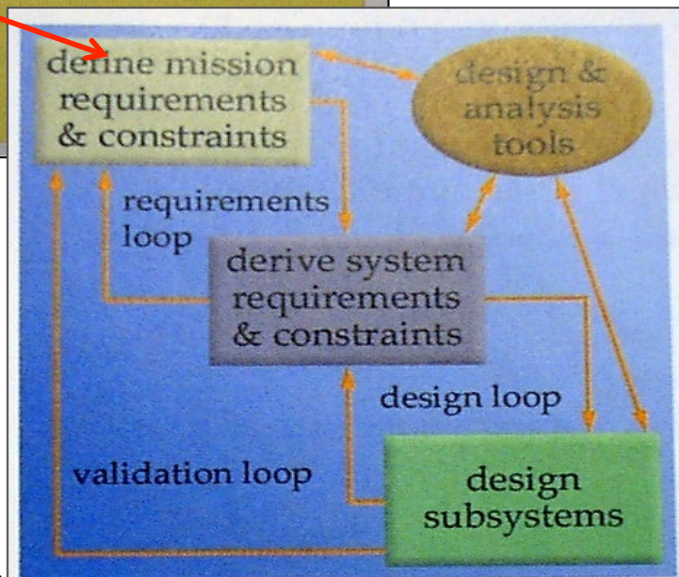 define mission
requirements
& constraints
design &
analysis
tools
requirements
loop
derive system
requirements
& constraints
design loop
validation loop
design
subsystems